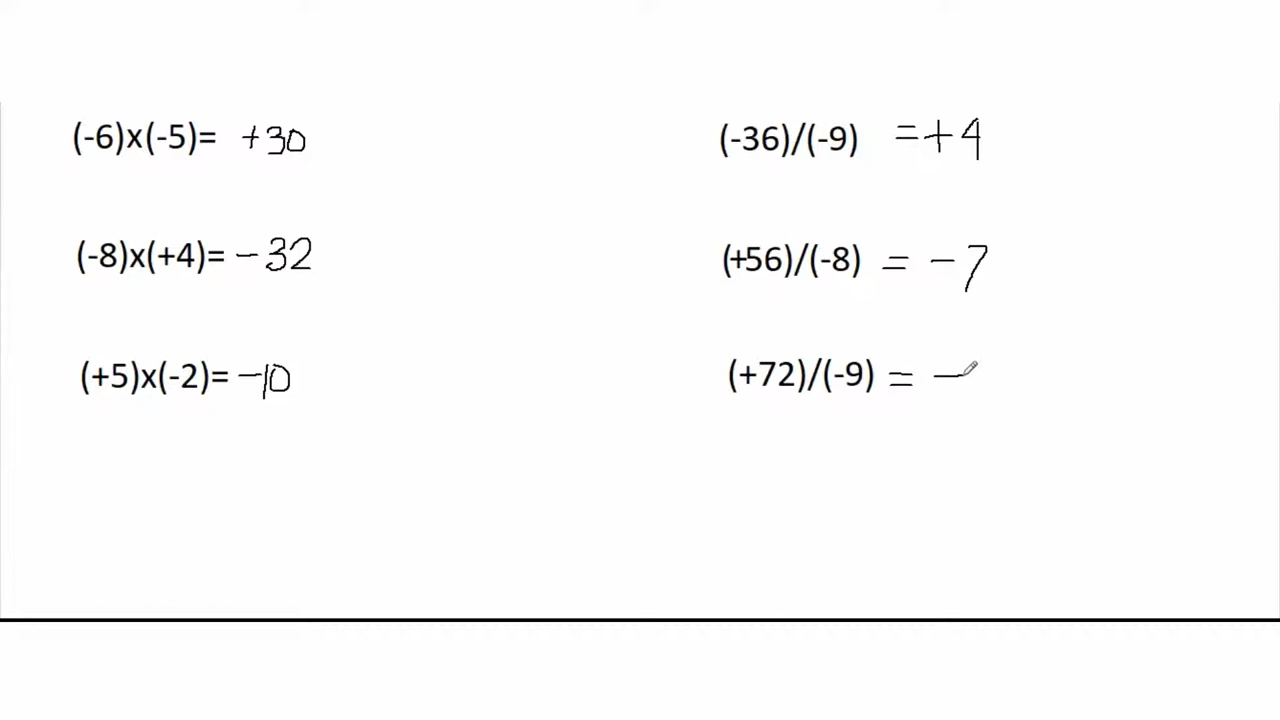 (-6)x(-5)= +30
(-8)x(+4)= -32
(+5)x(-2)= -10
(-36)/(-9) =+4
(+56)/(-8) = -7
(+72)/(-9) = -